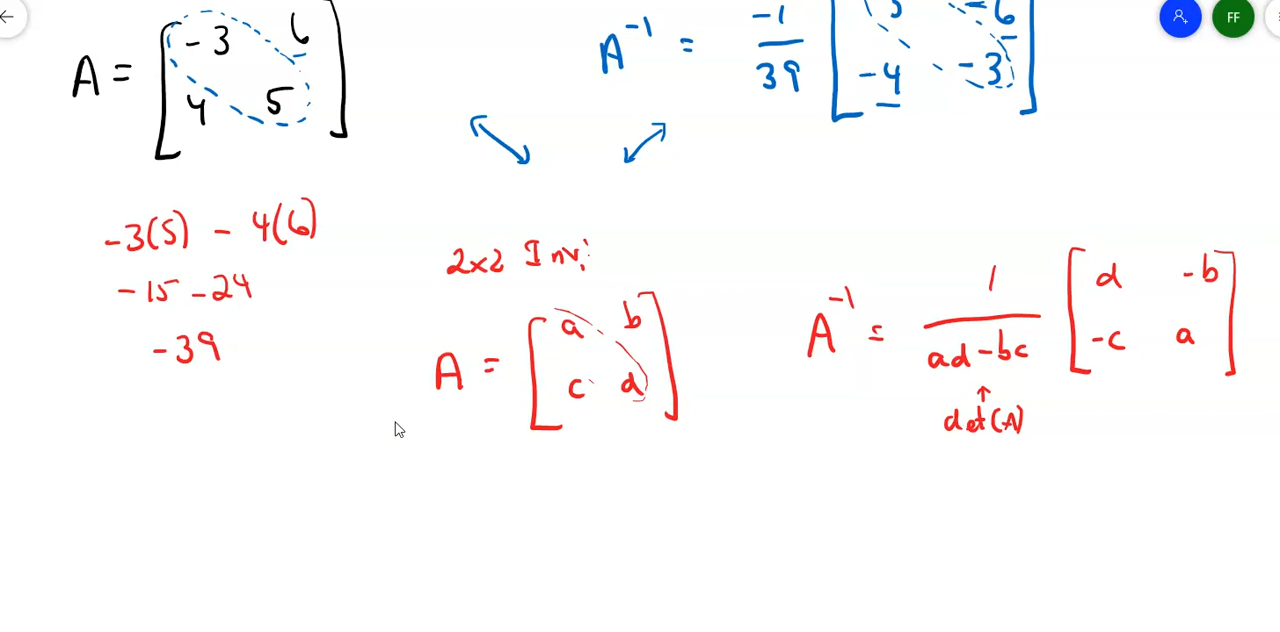 A = [ -3 6
4 5 ]
A^-1 = -1/39 [ 5 -6
-4 -3 ]
FF
-3(5) - 4(6)
-15 - 24
-39
2x2 Inv:
A = [ a b
c d ]
A^-1 = 1/(ad-bc) [ d -b
-c a ]
↑
det(A)